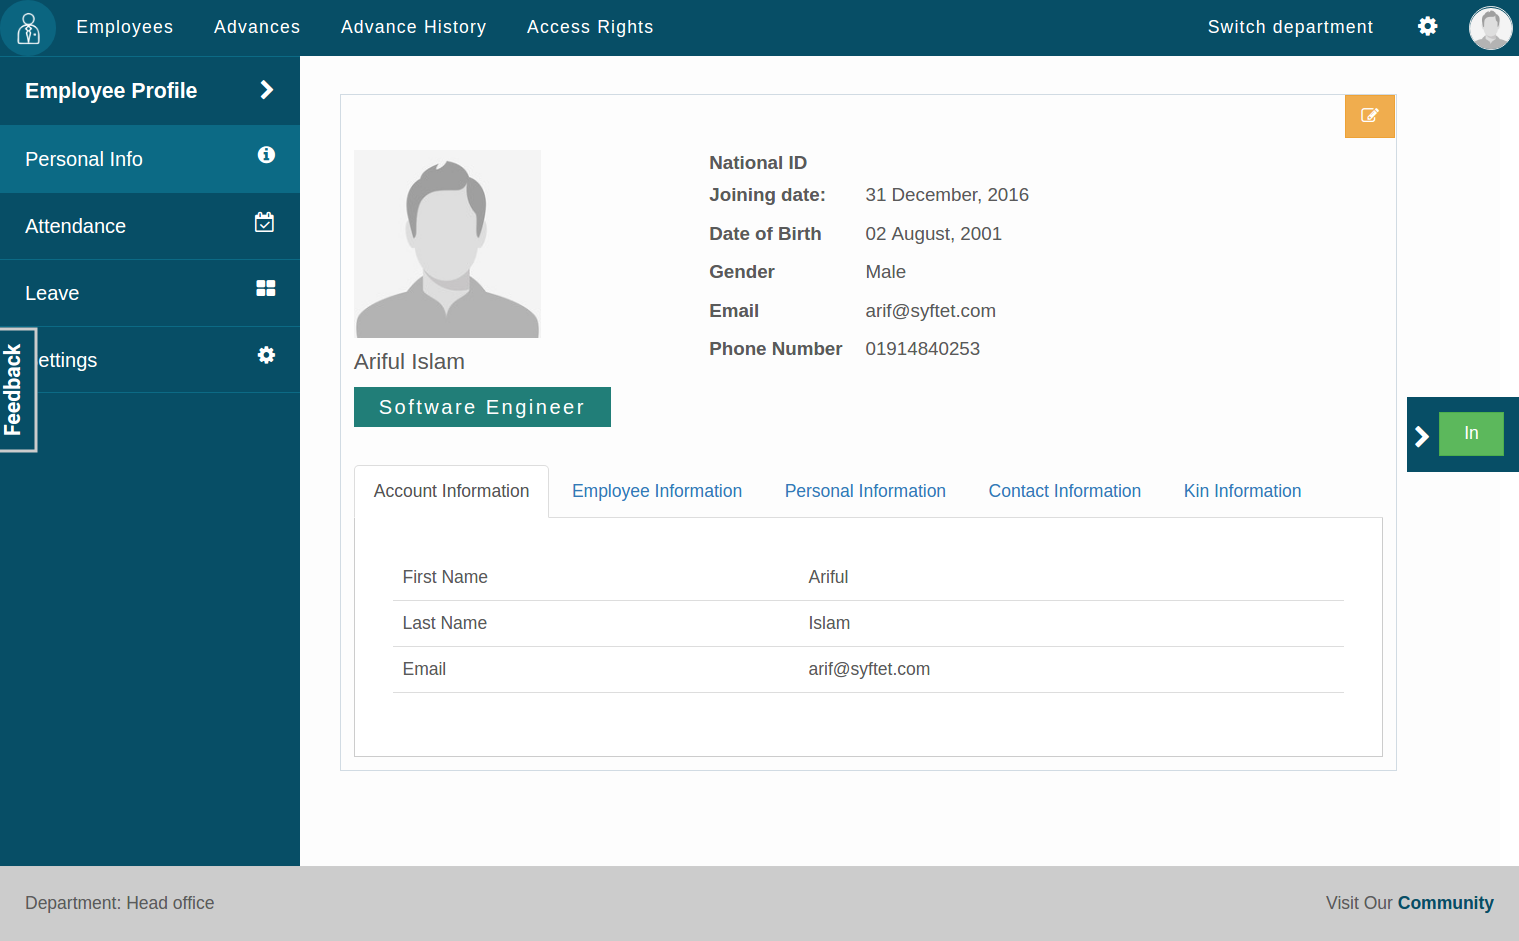 Employees Advances Advance History Access Rights Switch department
Employee Profile
Personal Info
Attendance
Leave
ettings
Feedback
National ID
Joining date: 31 December, 2016
Date of Birth 02 August, 2001
Gender Male
Email arif@syftet.com
Phone Number 01914840253
Ariful Islam
Software Engineer
In
Account Information Employee Information Personal Information Contact Information Kin Information
First Name Ariful
Last Name Islam
Email arif@syftet.com
Department: Head office Visit Our Community